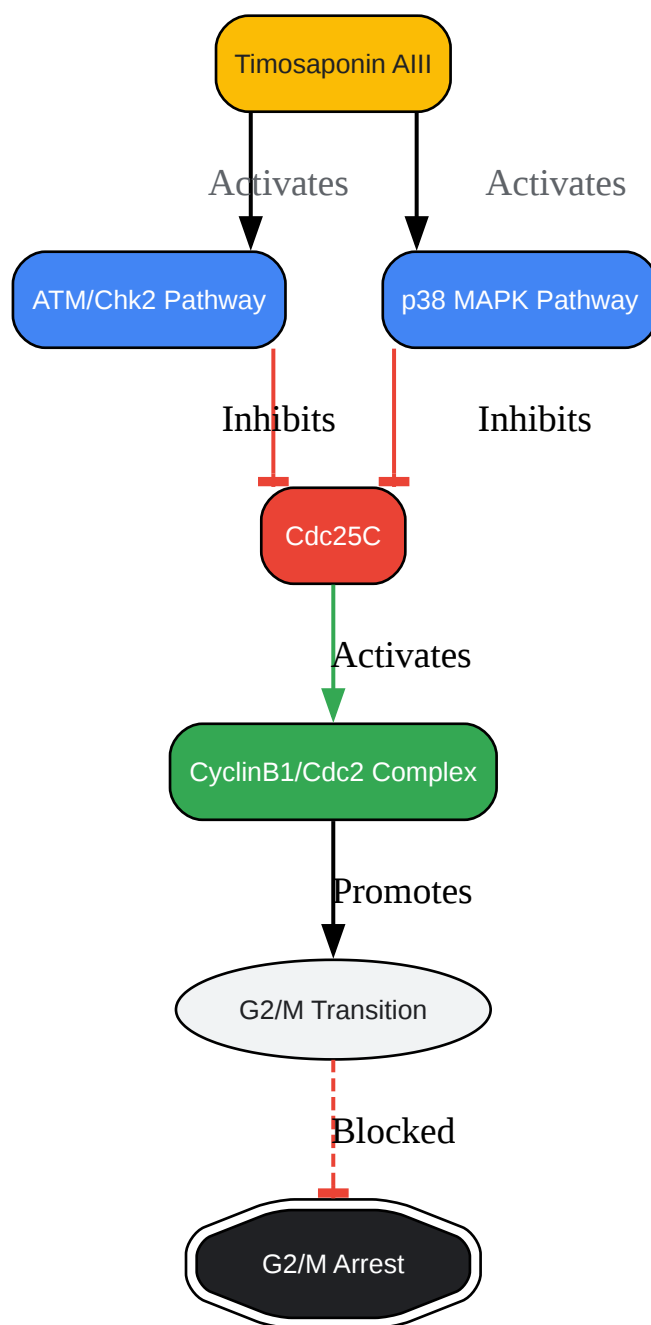 Timosaponin AIII
Activates
Activates
ATM/Chk2 Pathway
p38 MAPK Pathway
Inhibits
Inhibits
Cdc25C
Activates
CyclinB1/Cdc2 Complex
Promotes
G2/M Transition
Blocked
G2/M Arrest